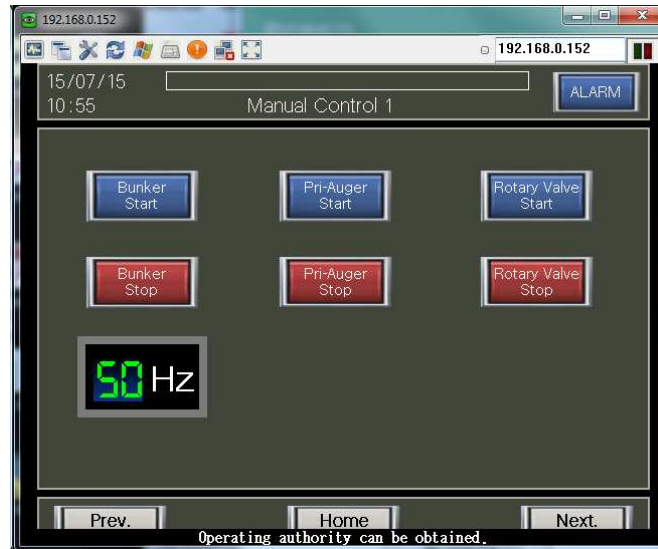 192.168.0.152
192.168.0.152
15/07/15
ALARM
10:55
Manual Control 1
Bunker
Start
Pri-Auger
Start
Rotary Valve
Start
Bunker
Stop
Pri-Auger
Stop
Rotary Valve
Stop
50 Hz
Prev.
Home
Next.
Operating authority can be obtained.